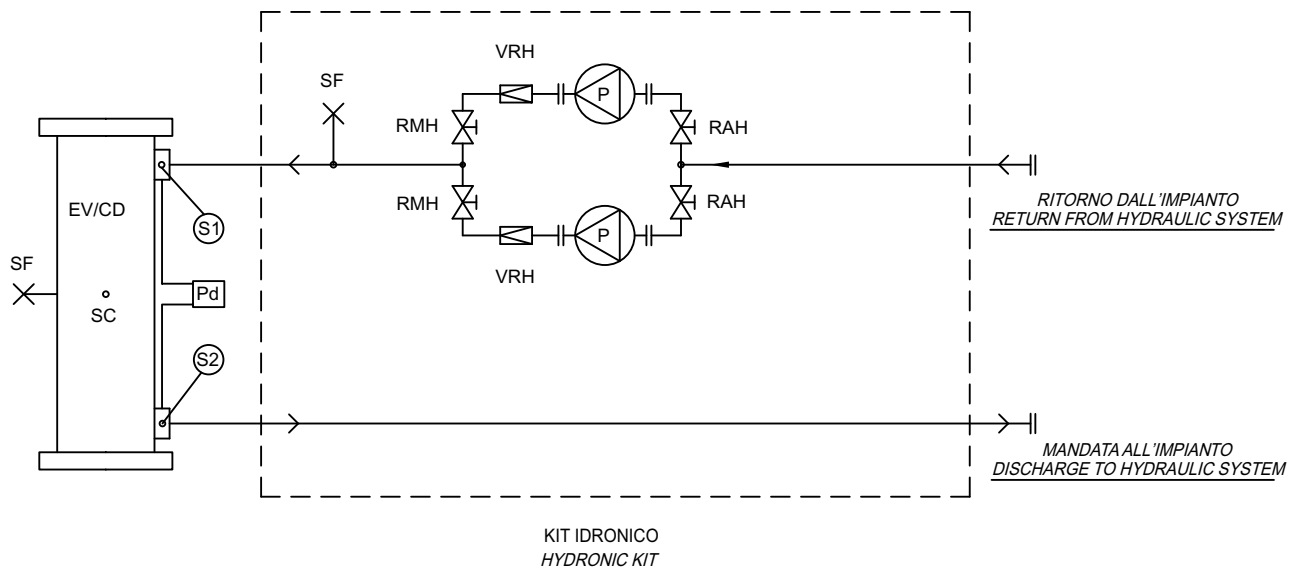 VRH
SF
P
RMH
RAH
EV/CD
S1
RMH
RAH
P
RITORNO DALL'IMPIANTO
RETURN FROM HYDRAULIC SYSTEM
SF
VRH
Pd
SC
S2
MANDATA ALL'IMPIANTO
DISCHARGE TO HYDRAULIC SYSTEM
KIT IDRONICO
HYDRONIC KIT